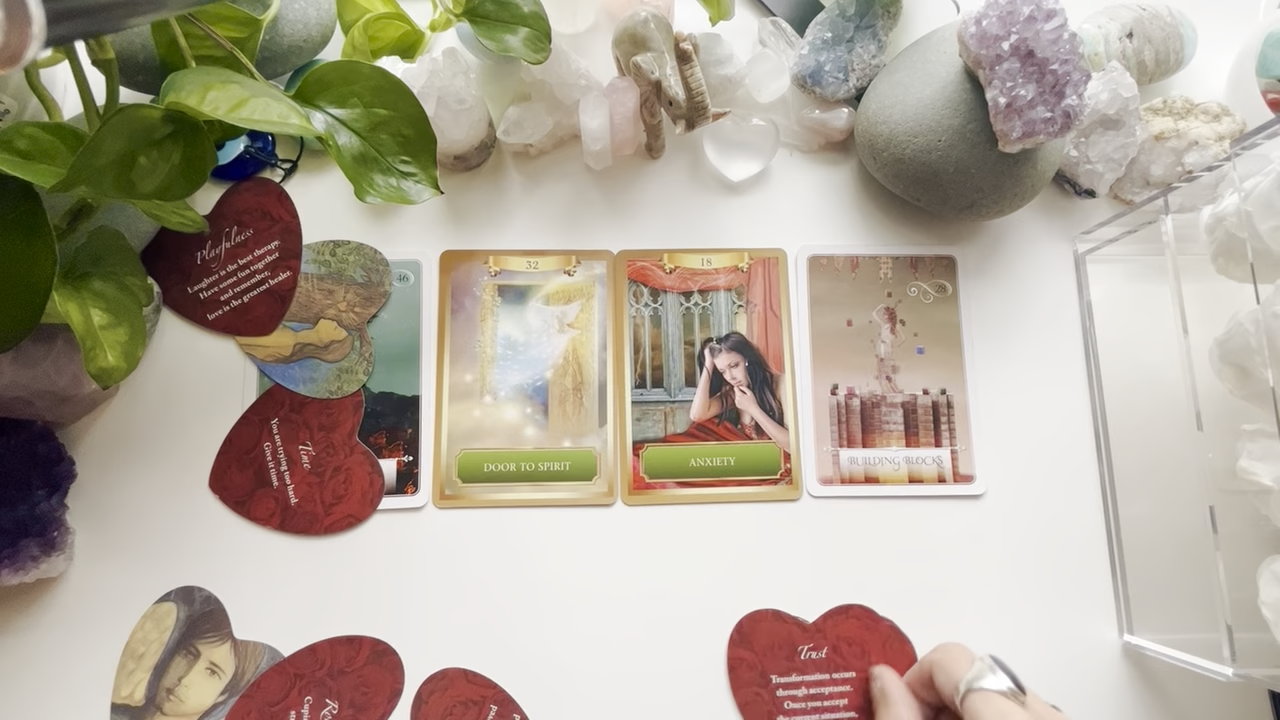 Playfulness
Laughter is the best therapy.
Have some fun together
and remember,
love is the greatest healer.
46
32
DOOR TO SPIRIT
18
ANXIETY
28
BUILDING BLOCKS
Time
You are trying too hard.
Give it time.
Trust
Transformation occurs
through acceptance.
Once you accept
the current situation,